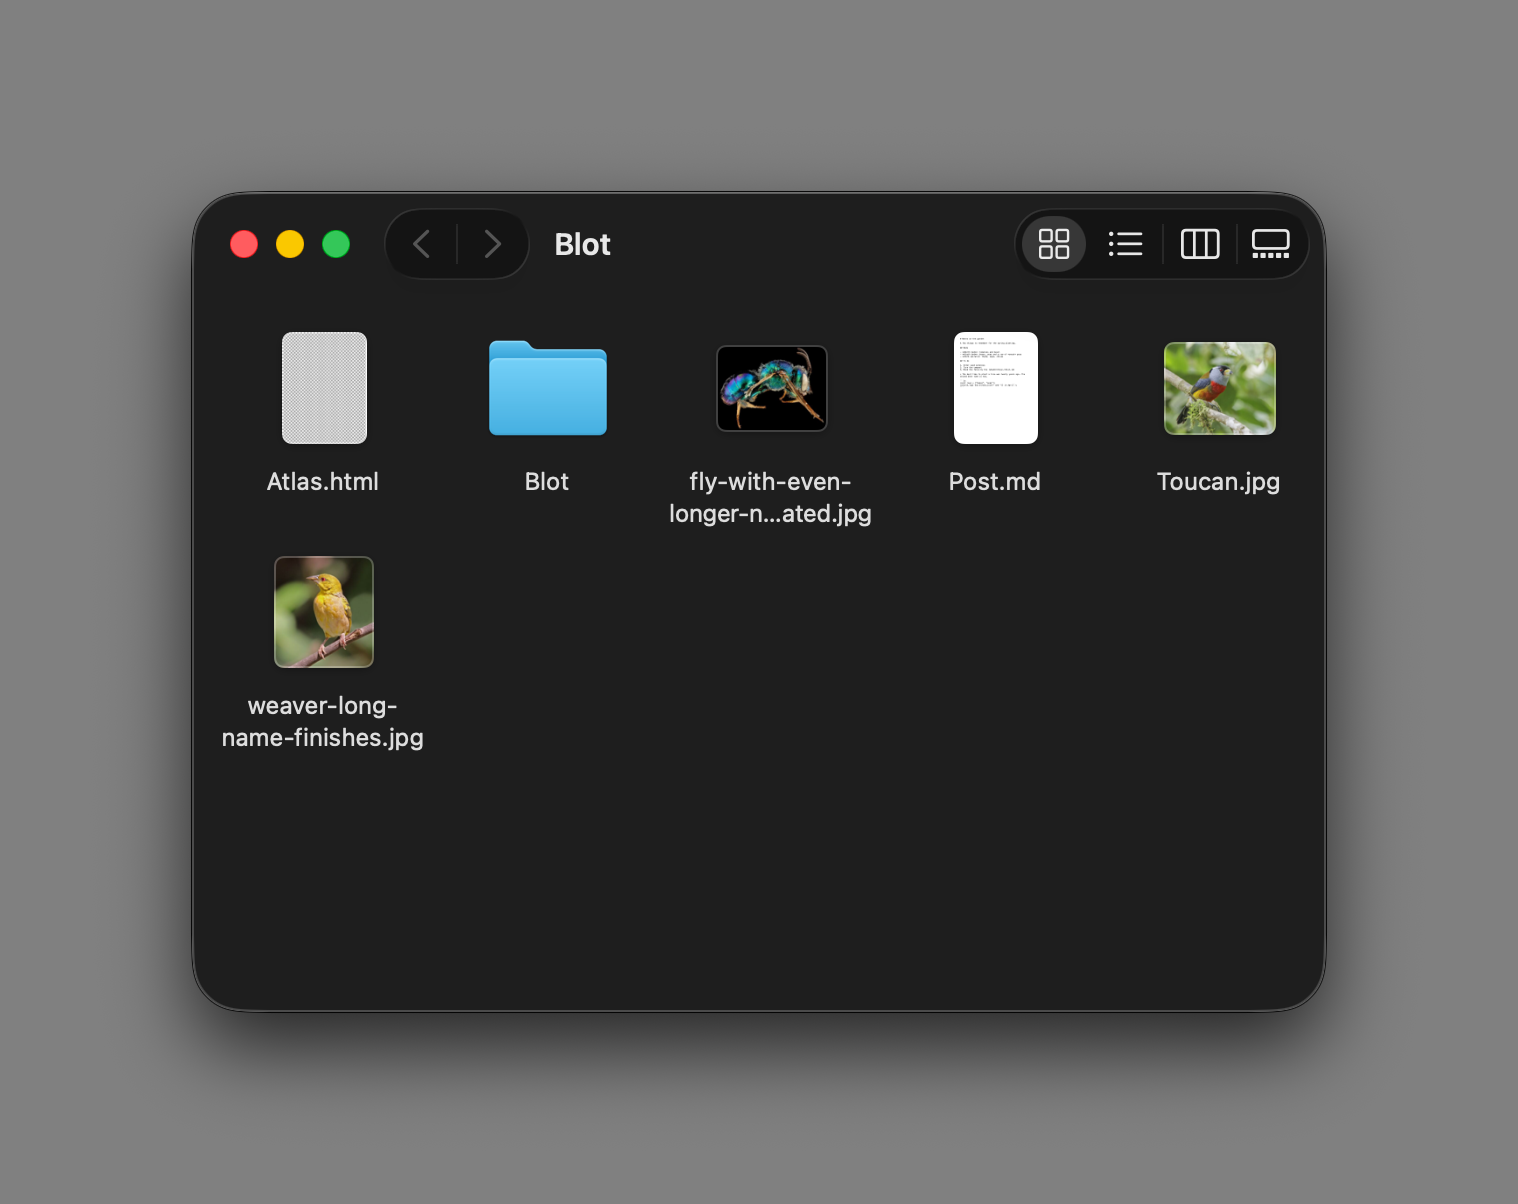 Blot
Atlas.html
Blot
fly-with-even-
longer-n...ated.jpg
Post.md
Toucan.jpg
weaver-long-
name-finishes.jpg